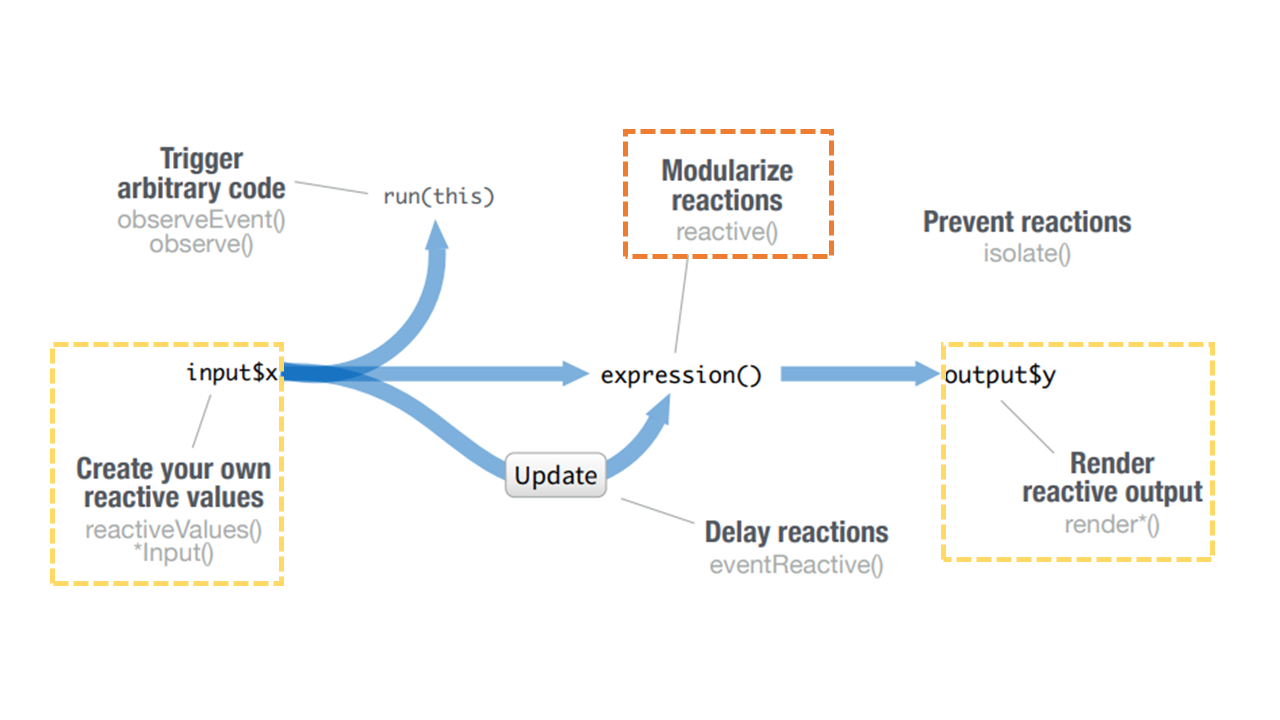 Trigger
arbitrary code
observeEvent()
observe()
run(this)
Modularize
reactions
reactive()
Prevent reactions
isolate()
input$x
expression()
output$y
Create your own
reactive values
reactiveValues()
*Input()
Update
Delay reactions
eventReactive()
Render
reactive output
render*()